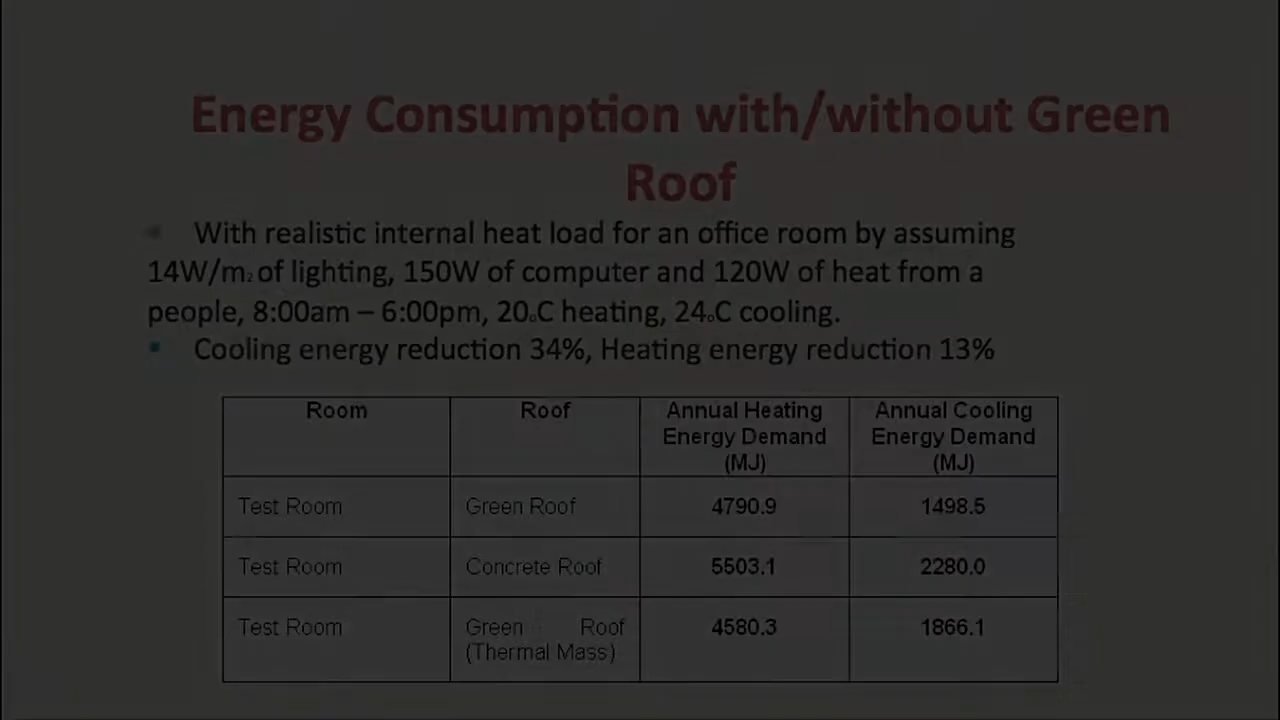 Energy Consumption with/without Green
Roof
With realistic internal heat load for an office room by assuming
14W/m2 of lighting, 150W of computer and 120W of heat from a
people, 8:00am – 6:00pm, 20oC heating, 24oC cooling.
Cooling energy reduction 34%, Heating energy reduction 13%
Room Roof Annual Heating Energy Demand (MJ) Annual Cooling Energy Demand (MJ)
Test Room Green Roof 4790.9 1498.5
Test Room Concrete Roof 5503.1 2280.0
Test Room Green Roof (Thermal Mass) 4580.3 1866.1